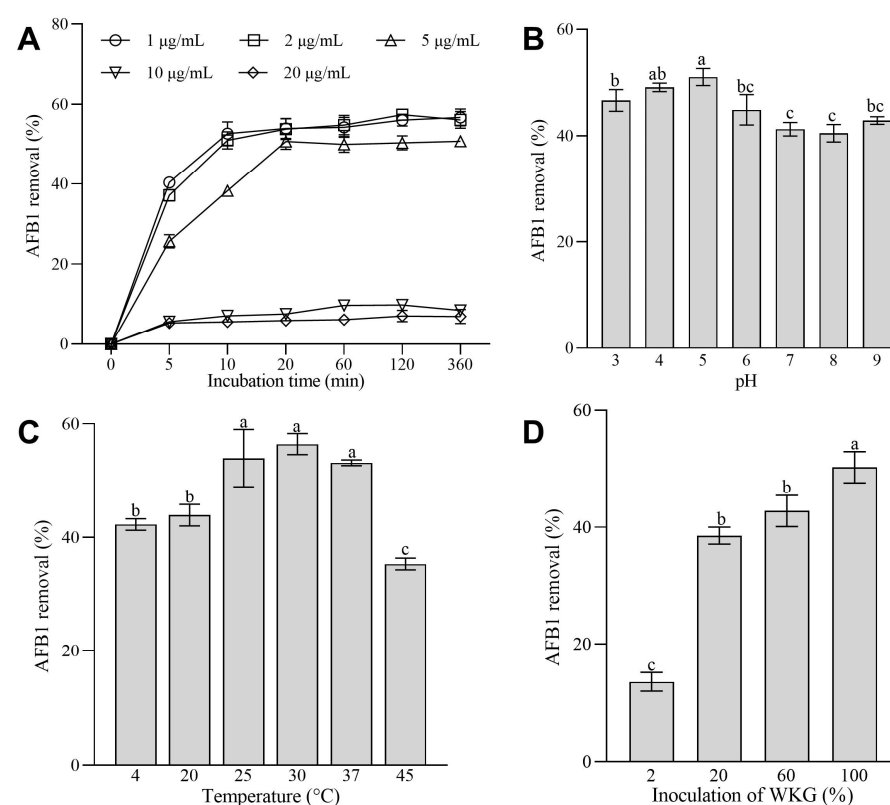 A
1 μg/mL 2 μg/mL 5 μg/mL
10 μg/mL 20 μg/mL
AFB1 removal (%)
80
60
40
20
0
0 5 10 20 60 120 360
Incubation time (min)
B
AFB1 removal (%)
60
40
20
0
b ab a bc c c b
3 4 5 6 7 8 9
pH
C
AFB1 removal (%)
60
40
20
0
b b a a a c
4 20 25 30 37 45
Temperature (°C)
D
AFB1 removal (%)
60
40
20
0
c b b a
2 20 60 100
Inoculation of WKG (%)